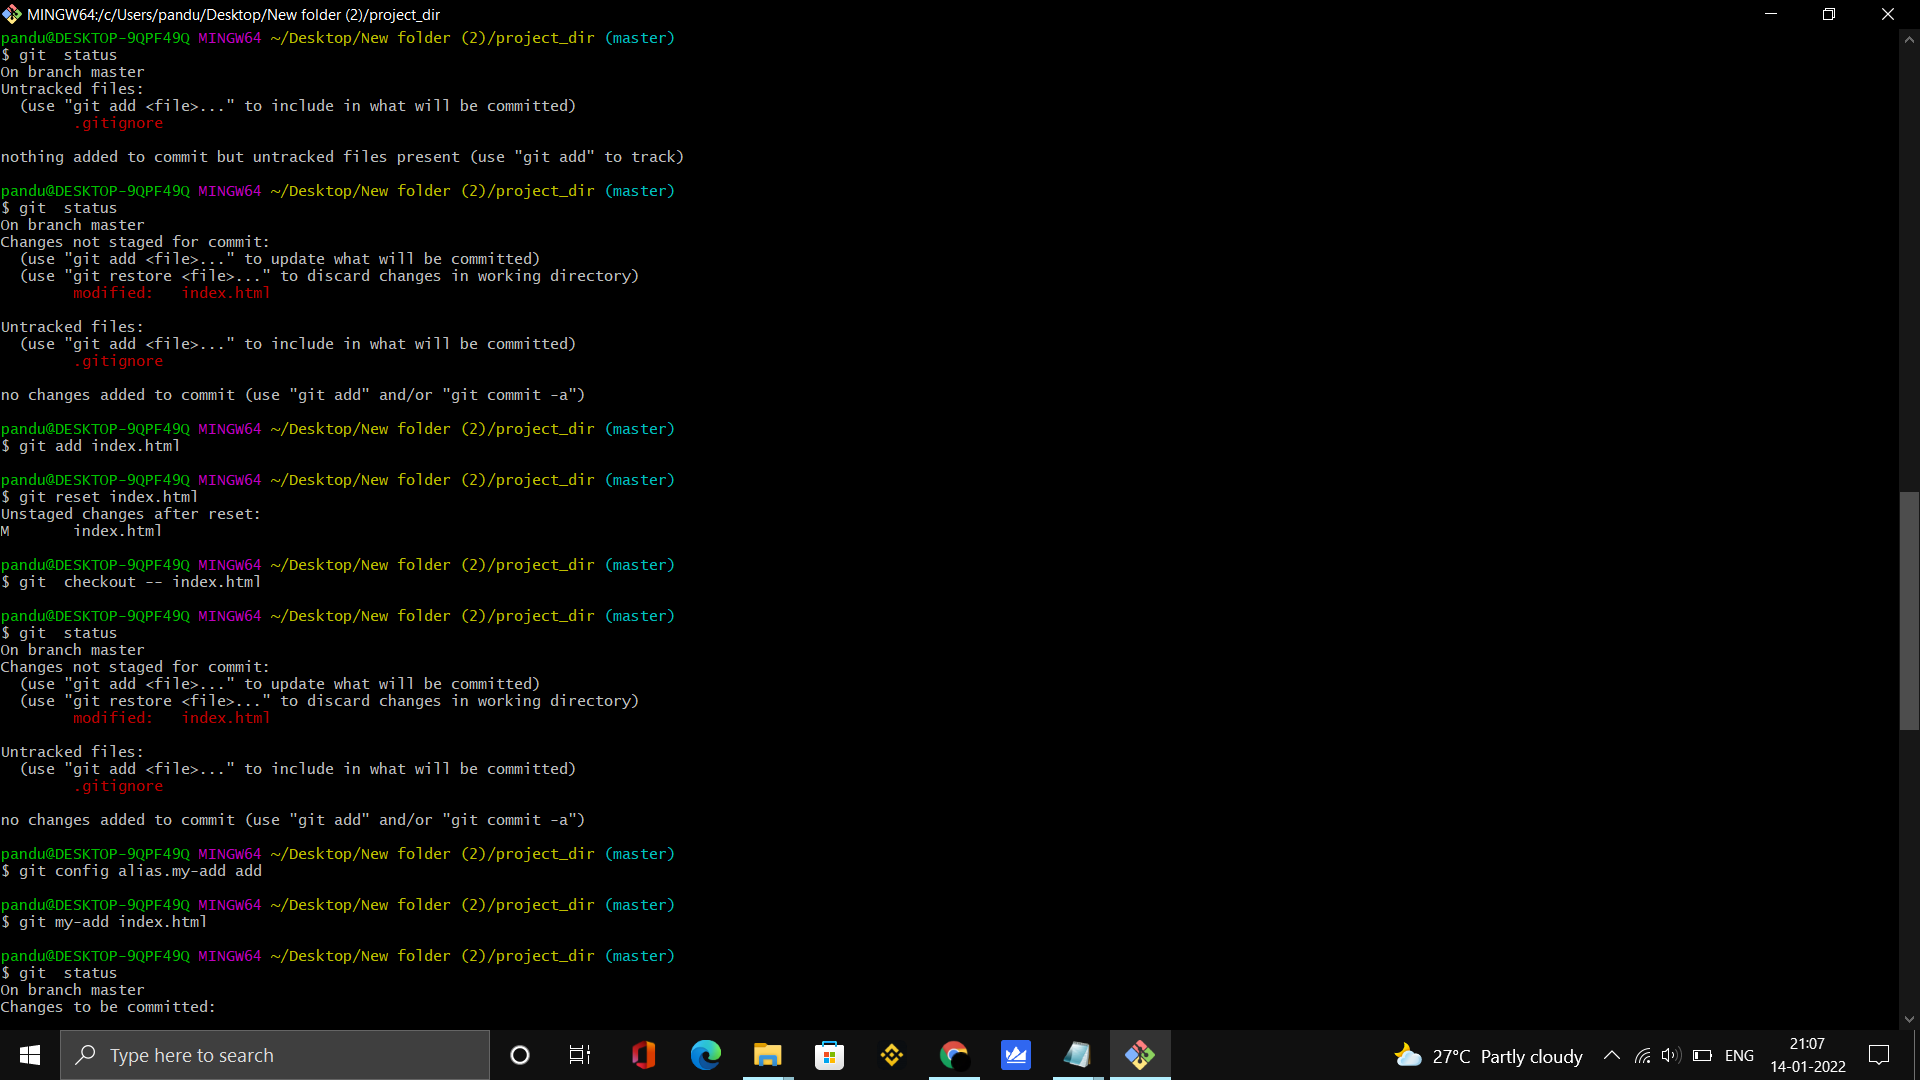 MINGW64:/c/Users/pandu/Desktop/New folder (2)/project_dir
pandu@DESKTOP-9QPF49Q MINGW64 ~/Desktop/New folder (2)/project_dir (master)
$ git  status
On branch master
Untracked files:
  (use "git add <file>..." to include in what will be committed)
        .gitignore

nothing added to commit but untracked files present (use "git add" to track)

pandu@DESKTOP-9QPF49Q MINGW64 ~/Desktop/New folder (2)/project_dir (master)
$ git  status
On branch master
Changes not staged for commit:
  (use "git add <file>..." to update what will be committed)
  (use "git restore <file>..." to discard changes in working directory)
        modified:   index.html

Untracked files:
  (use "git add <file>..." to include in what will be committed)
        .gitignore

no changes added to commit (use "git add" and/or "git commit -a")

pandu@DESKTOP-9QPF49Q MINGW64 ~/Desktop/New folder (2)/project_dir (master)
$ git add index.html

pandu@DESKTOP-9QPF49Q MINGW64 ~/Desktop/New folder (2)/project_dir (master)
$ git reset index.html
Unstaged changes after reset:
M       index.html

pandu@DESKTOP-9QPF49Q MINGW64 ~/Desktop/New folder (2)/project_dir (master)
$ git  checkout -- index.html

pandu@DESKTOP-9QPF49Q MINGW64 ~/Desktop/New folder (2)/project_dir (master)
$ git  status
On branch master
Changes not staged for commit:
  (use "git add <file>..." to update what will be committed)
  (use "git restore <file>..." to discard changes in working directory)
        modified:   index.html

Untracked files:
  (use "git add <file>..." to include in what will be committed)
        .gitignore

no changes added to commit (use "git add" and/or "git commit -a")

pandu@DESKTOP-9QPF49Q MINGW64 ~/Desktop/New folder (2)/project_dir (master)
$ git config alias.my-add add

pandu@DESKTOP-9QPF49Q MINGW64 ~/Desktop/New folder (2)/project_dir (master)
$ git my-add index.html

pandu@DESKTOP-9QPF49Q MINGW64 ~/Desktop/New folder (2)/project_dir (master)
$ git  status
On branch master
Changes to be committed:
Type here to search
27°C  Partly cloudy
ENG
21:07
14-01-2022